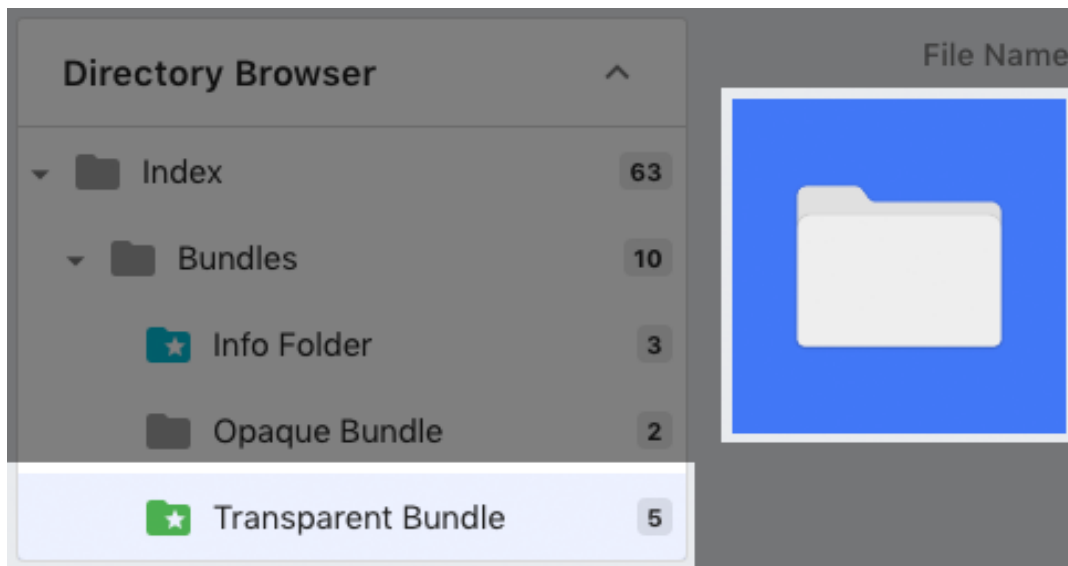 Directory Browser
File Name
Index 63
Bundles 10
Info Folder 3
Opaque Bundle 2
Transparent Bundle 5